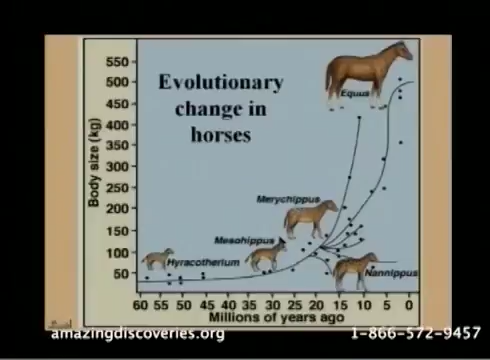 Evolutionary
change in
horses
Body size (kg)
550
500
450
400
350
300
250
200
150
100
50
Equus
Merychippus
Mesohippus
Hyracotherium
Nannippus
60 55 50 45 40 35 30 25 20 15 10 5 0
Millions of years ago
amazingdiscoveries.org
1-866-572-9457